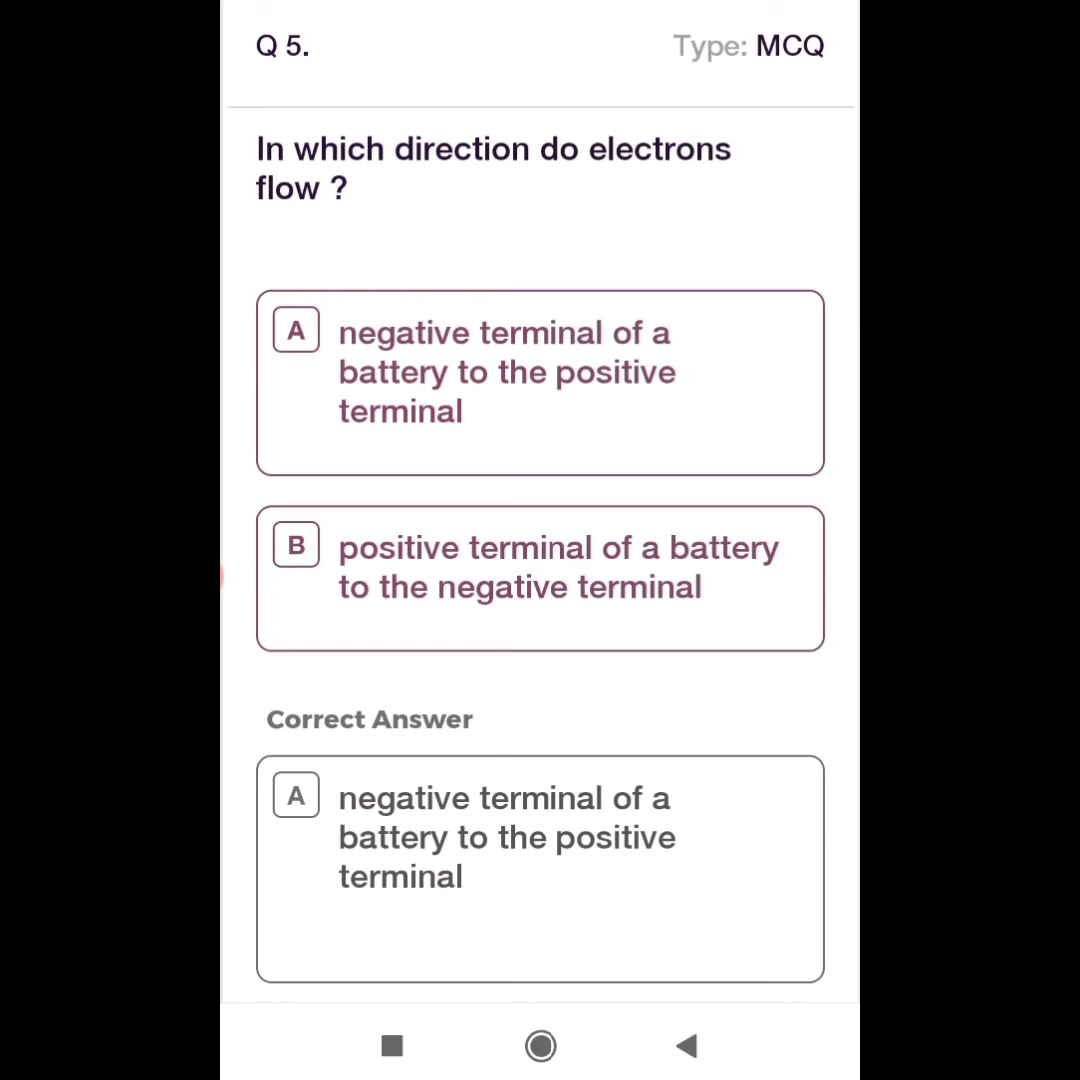 Q 5.
Type: MCQ
In which direction do electrons
flow ?
A negative terminal of a
battery to the positive
terminal
B positive terminal of a battery
to the negative terminal
Correct Answer
A negative terminal of a
battery to the positive
terminal